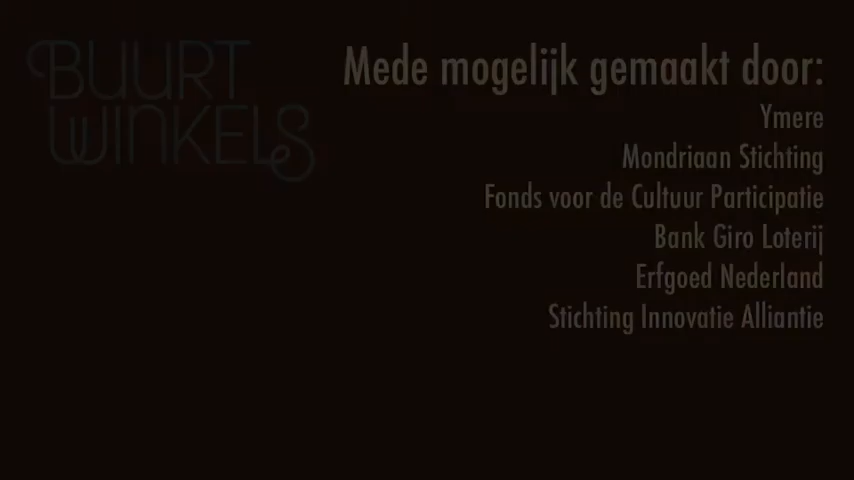 BUURT
WINKELS
Mede mogelijk gemaakt door:
Ymere
Mondriaan Stichting
Fonds voor de Cultuur Participatie
Bank Giro Loterij
Erfgoed Nederland
Stichting Innovatie Alliantie